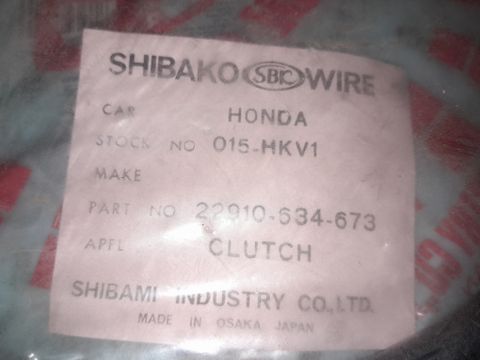 SHIBAKO SBK WIRE
CAR HONDA
STOCK NO 015-HKV1
MAKE
PART NO 22910-634-673
APPL CLUTCH
SHIBAMI INDUSTRY CO.,LTD.
MADE IN OSAKA JAPAN